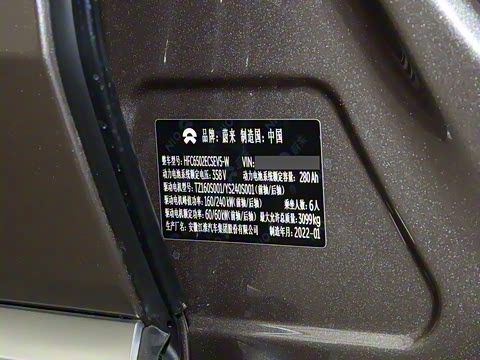 品牌：蔚来 制造国：中国
整车型号：HFC6502ECSEV5-W VIN：
动力电池系统额定电压：358V 动力电池系统额定容量：280Ah
驱动电机型号：TZ160S001/YS240S001(前轴/后轴)
驱动电机峰值功率：160/240kW(前轴/后轴) 乘坐人数：6人
驱动电机额定功率：60/60kW(前轴/后轴) 最大允许总质量：3099kg
生产厂名：安徽江淮汽车集团股份有限公司 制造年月：2022-01